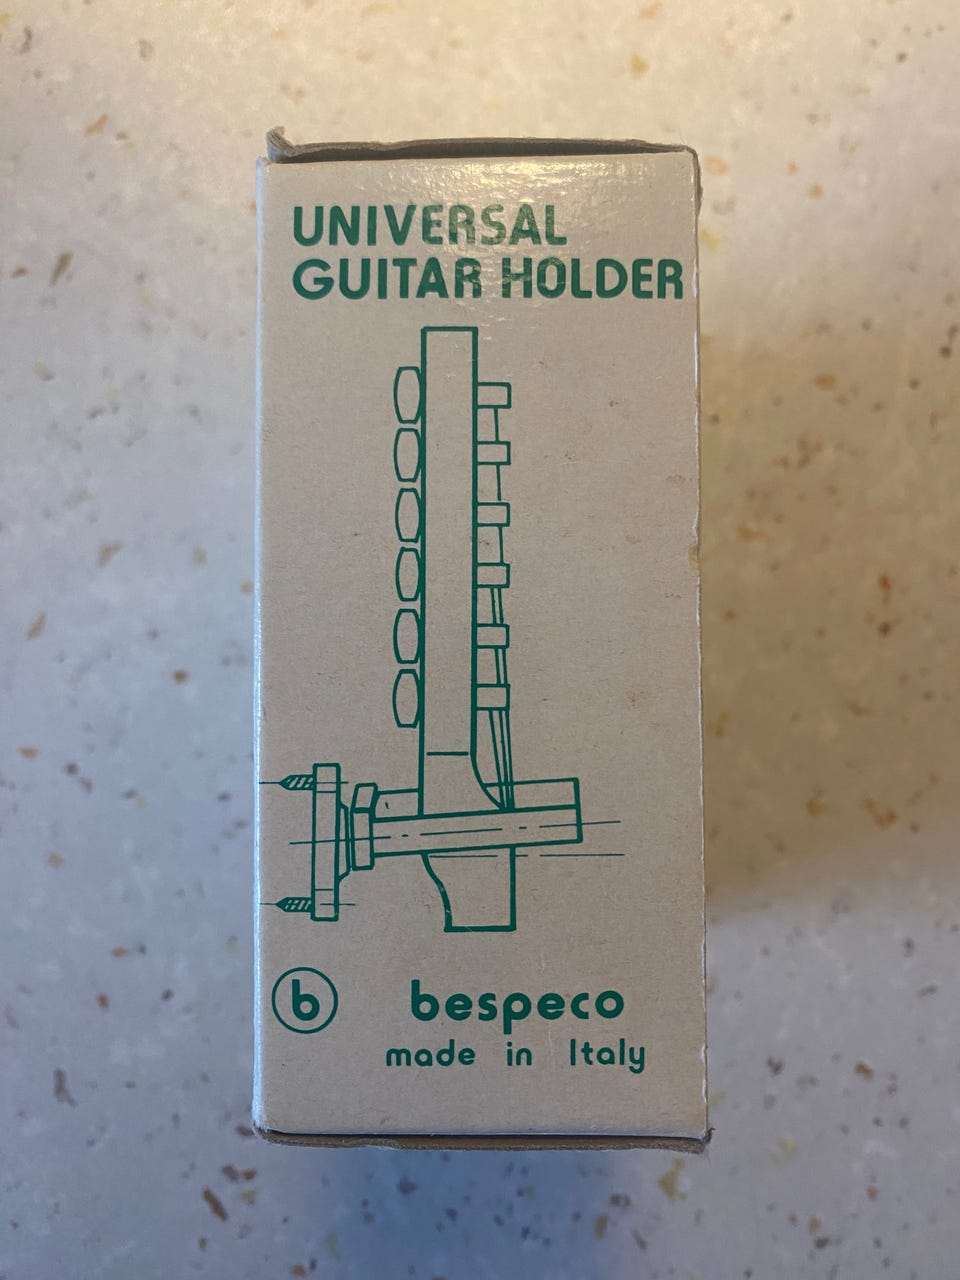 UNIVERSAL
GUITAR HOLDER
b bespeco
made in Italy